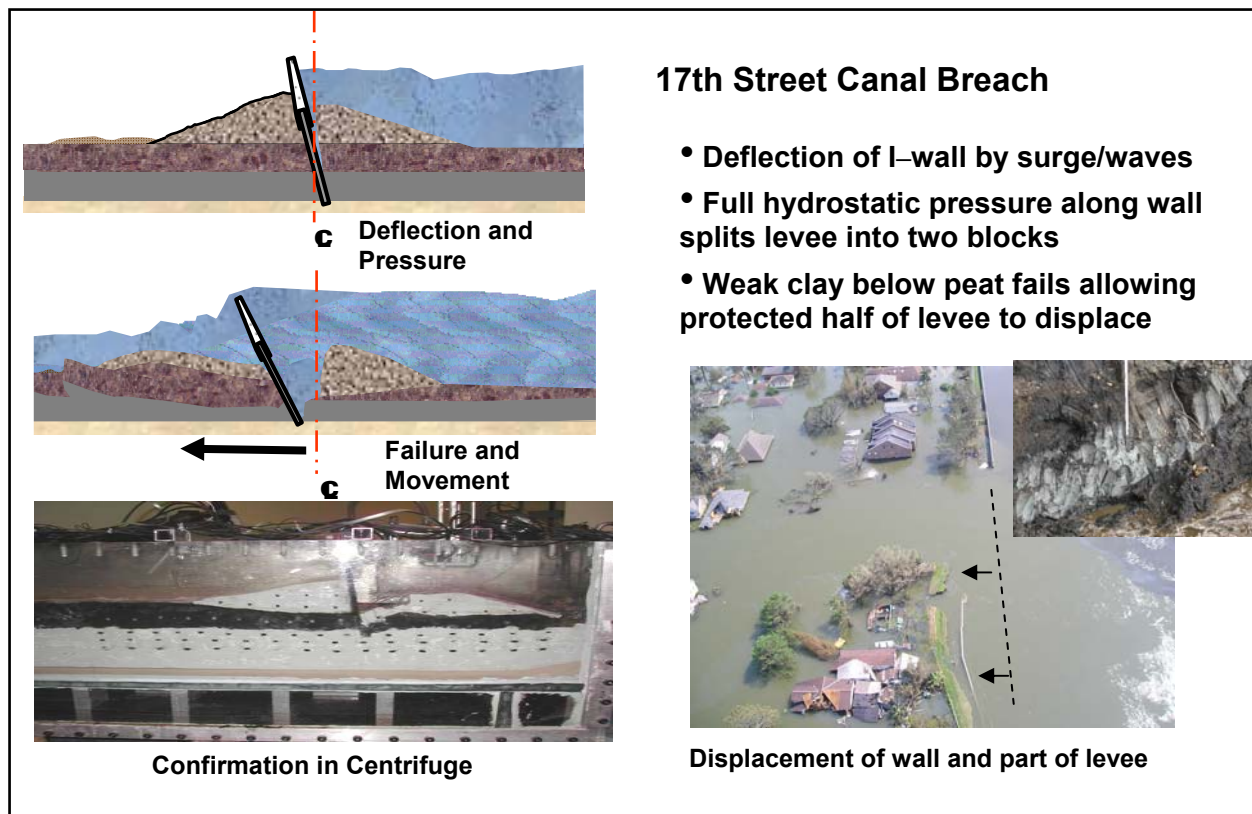 17th Street Canal Breach
• Deflection of I–wall by surge/waves
• Full hydrostatic pressure along wall
splits levee into two blocks
• Weak clay below peat fails allowing
protected half of levee to displace
℄
Deflection and
Pressure
℄
Failure and
Movement
Confirmation in Centrifuge
Displacement of wall and part of levee